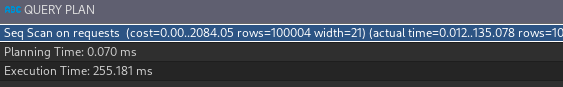 ABC QUERY PLAN
Seq Scan on requests (cost=0.00..2084.05 rows=100004 width=21) (actual time=0.012..135.078 rows=10
Planning Time: 0.070 ms
Execution Time: 255.181 ms